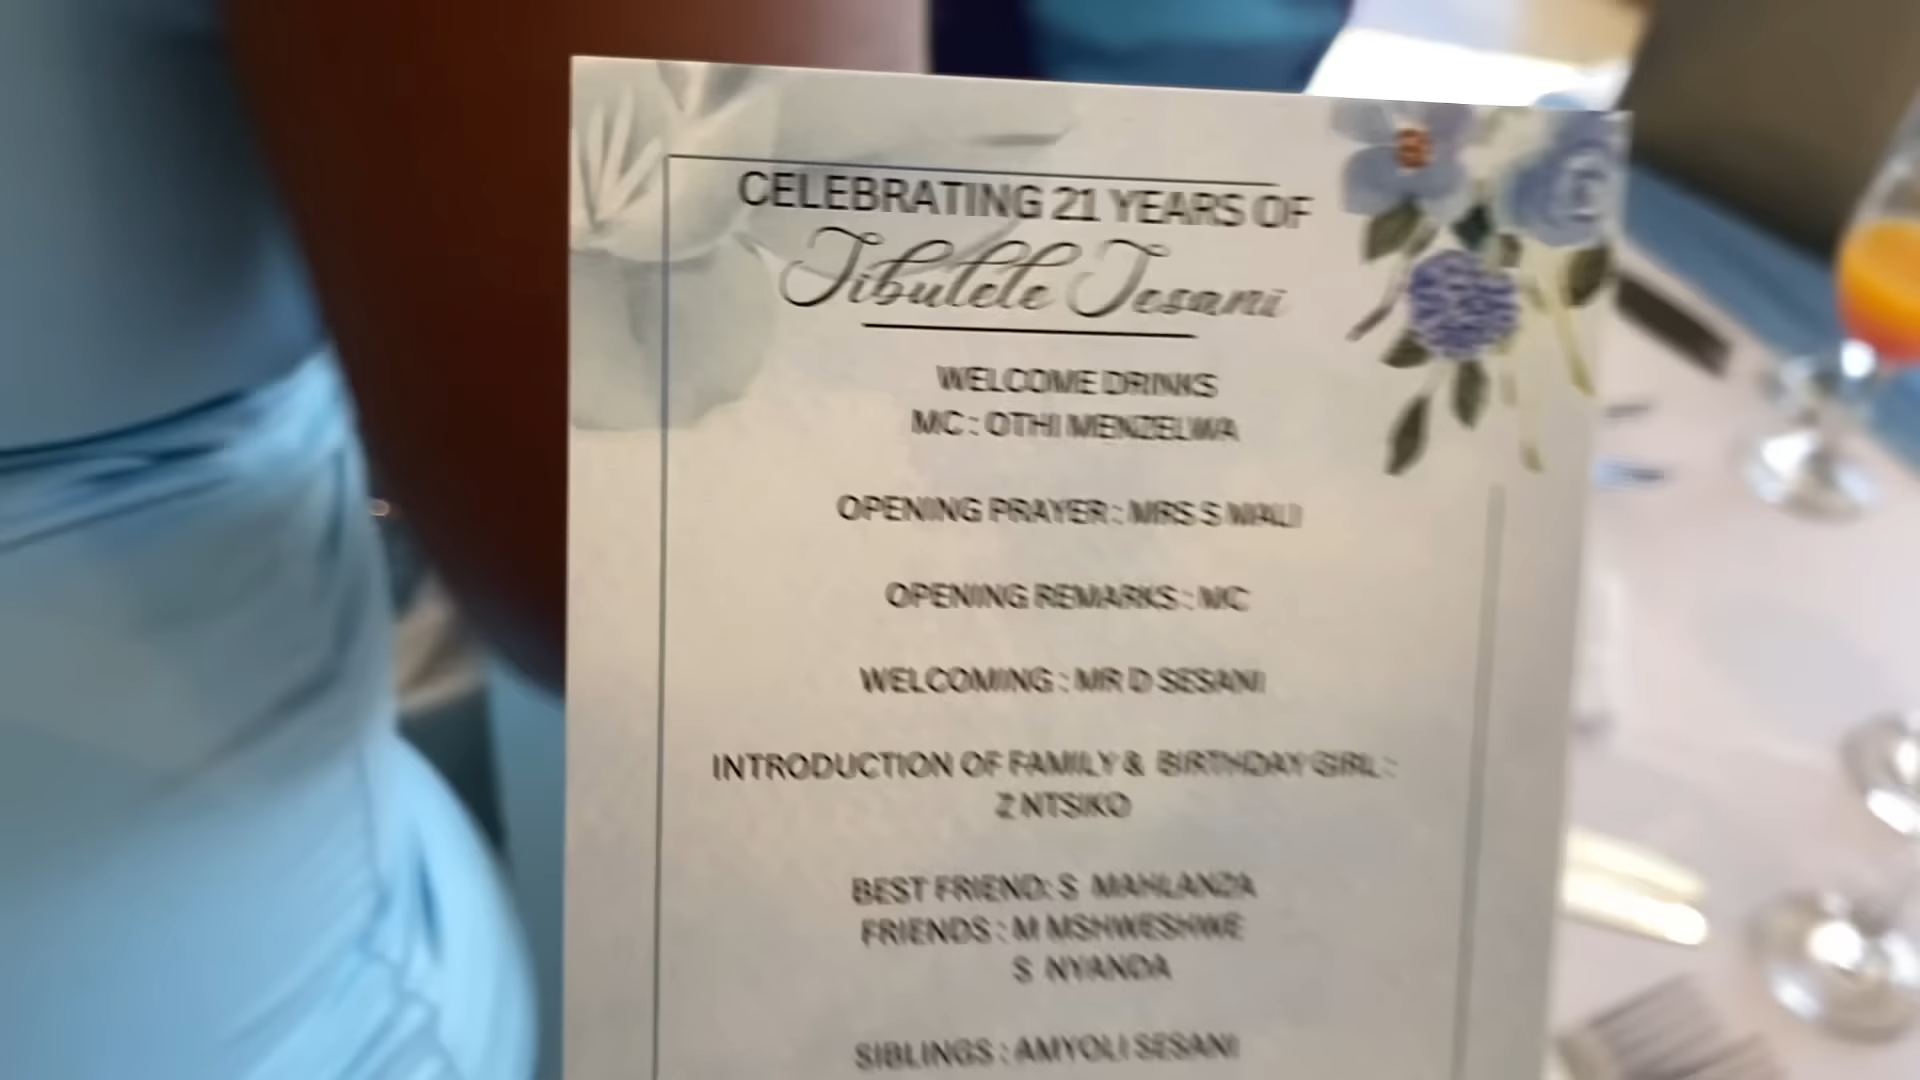 CELEBRATING 21 YEARS OF
Sibulele Sesani
WELCOME DRINKS
MC : OTHI MENZELWA
OPENING PRAYER : MRS S MALI
OPENING REMARKS : MC
WELCOMING : MR D SESANI
INTRODUCTION OF FAMILY & BIRTHDAY GIRL :
Z NTSIKO
BEST FRIEND: S MAHLANZA
FRIENDS : M MSHWESHWE
S NYANDA
SIBLINGS : AMYOLI SESANI